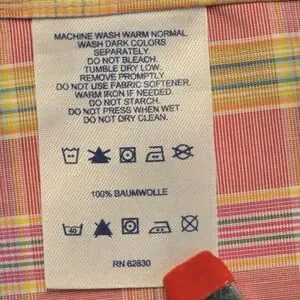 MACHINE WASH WARM NORMAL
WASH DARK COLORS
SEPARATELY.
DO NOT BLEACH.
TUMBLE DRY LOW.
REMOVE PROMPTLY.
DO NOT USE FABRIC SOFTENER.
WARM IRON IF NEEDED.
DO NOT STARCH.
DO NOT PRESS WHEN WET.
DO NOT DRY CLEAN.
100% BAUMWOLLE
40
RN 62830